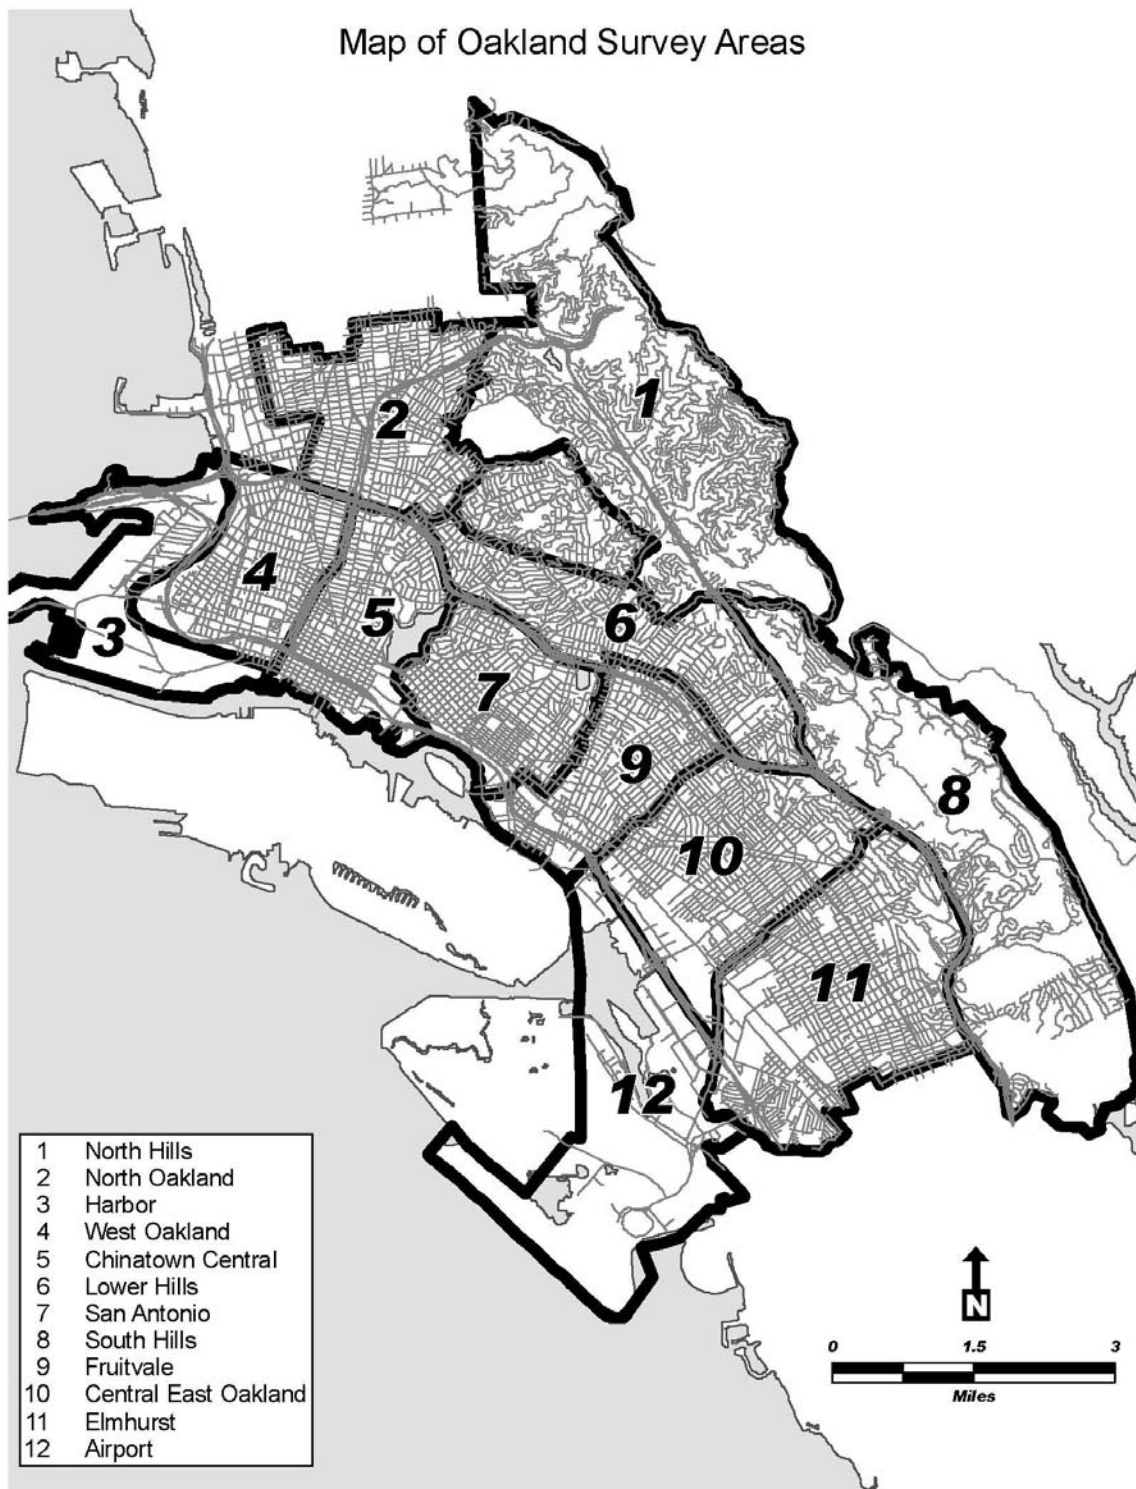 Map of Oakland Survey Areas
1
2
4
3
5
6
7
9
8
10
11
12
1 North Hills
2 North Oakland
3 Harbor
4 West Oakland
5 Chinatown Central
6 Lower Hills
7 San Antonio
8 South Hills
9 Fruitvale
10 Central East Oakland
11 Elmhurst
12 Airport
N
0 1.5 3
Miles